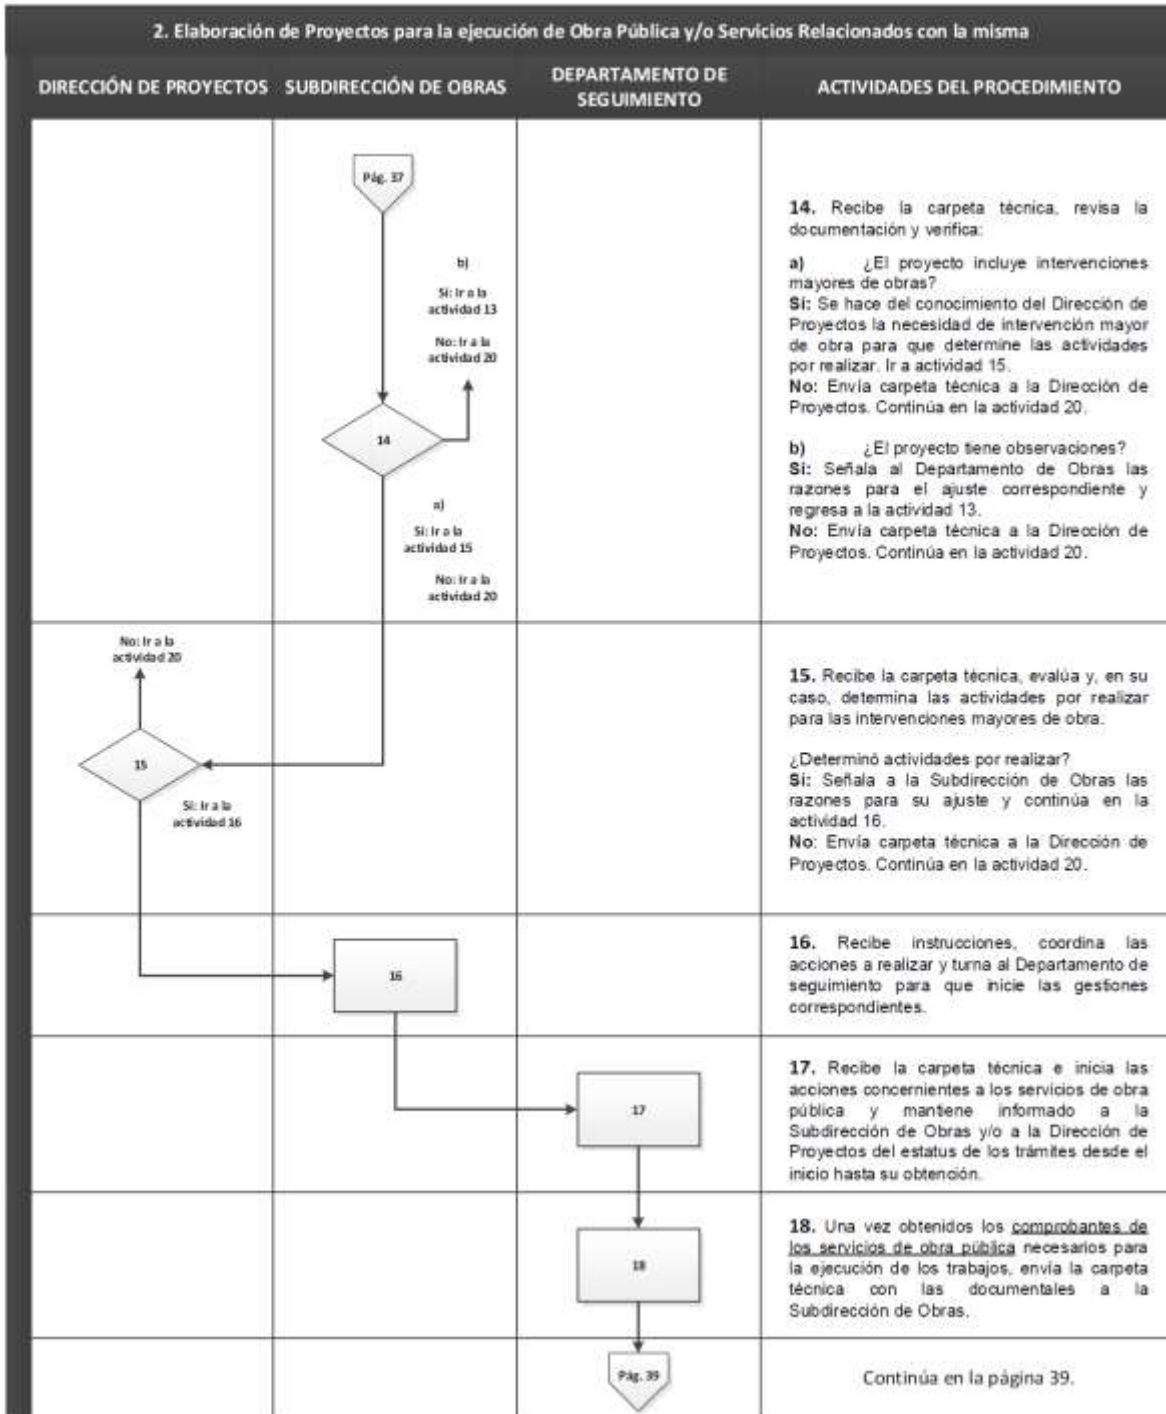 2. Elaboración de Proyectos para la ejecución de Obra Pública y/o Servicios Relacionados con la misma
DIRECCIÓN DE PROYECTOS
SUBDIRECCIÓN DE OBRAS
DEPARTAMENTO DE
SEGUIMIENTO
ACTIVIDADES DEL PROCEDIMIENTO
Pág. 37
b)
Si: Ir a la
actividad 13
No: Ir a la
actividad 20
14
a)
Si: Ir a la
actividad 15
No: Ir a la
actividad 20
14. Recibe la carpeta técnica, revisa la
documentación y verifica:
a) ¿El proyecto incluye intervenciones
mayores de obras?
Si: Se hace del conocimiento del Dirección de
Proyectos la necesidad de intervención mayor
de obra para que determine las actividades
por realizar. Ir a actividad 15.
No: Envía carpeta técnica a la Dirección de
Proyectos. Continúa en la actividad 20.
b) ¿El proyecto tiene observaciones?
Si: Señala al Departamento de Obras las
razones para el ajuste correspondiente y
regresa a la actividad 13.
No: Envía carpeta técnica a la Dirección de
Proyectos. Continúa en la actividad 20.
No: Ir a la
actividad 20
15
Si: Ir a la
actividad 16
15. Recibe la carpeta técnica, evalúa y, en su
caso, determina las actividades por realizar
para las intervenciones mayores de obra.
¿Determinó actividades por realizar?
Si: Señala a la Subdirección de Obras las
razones para su ajuste y continúa en la
actividad 16.
No: Envía carpeta técnica a la Dirección de
Proyectos. Continúa en la actividad 20.
16
16. Recibe instrucciones, coordina las
acciones a realizar y turna al Departamento de
seguimiento para que inicie las gestiones
correspondientes.
17
17. Recibe la carpeta técnica e inicia las
acciones concernientes a los servicios de obra
pública y mantiene informado a la
Subdirección de Obras y/o a la Dirección de
Proyectos del estatus de los trámites desde el
inicio hasta su obtención.
18
18. Una vez obtenidos los comprobantes de
los servicios de obra pública necesarios para
la ejecución de los trabajos, envía la carpeta
técnica con las documentales a la
Subdirección de Obras.
Pág. 39
Continúa en la página 39.